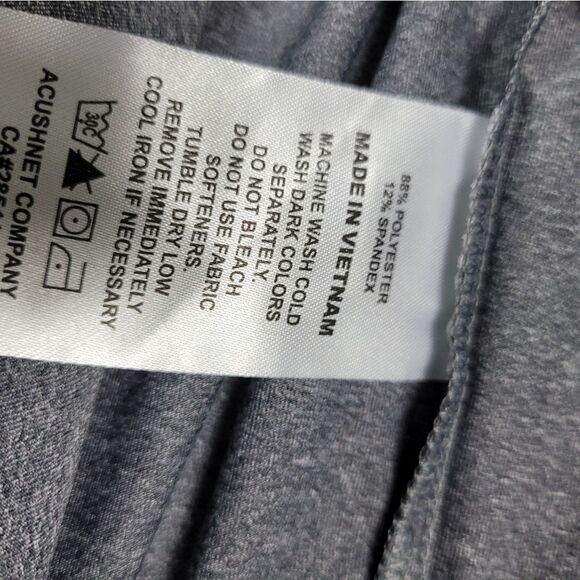 88% POLYESTER
12% SPANDEX
MADE IN VIETNAM
MACHINE WASH COLD
WASH DARK COLORS
SEPARATELY.
DO NOT BLEACH
DO NOT USE FABRIC
SOFTENERS.
TUMBLE DRY LOW
REMOVE IMMEDIATELY
COOL IRON IF NECESSARY
30C
ACUSHNET COMPANY